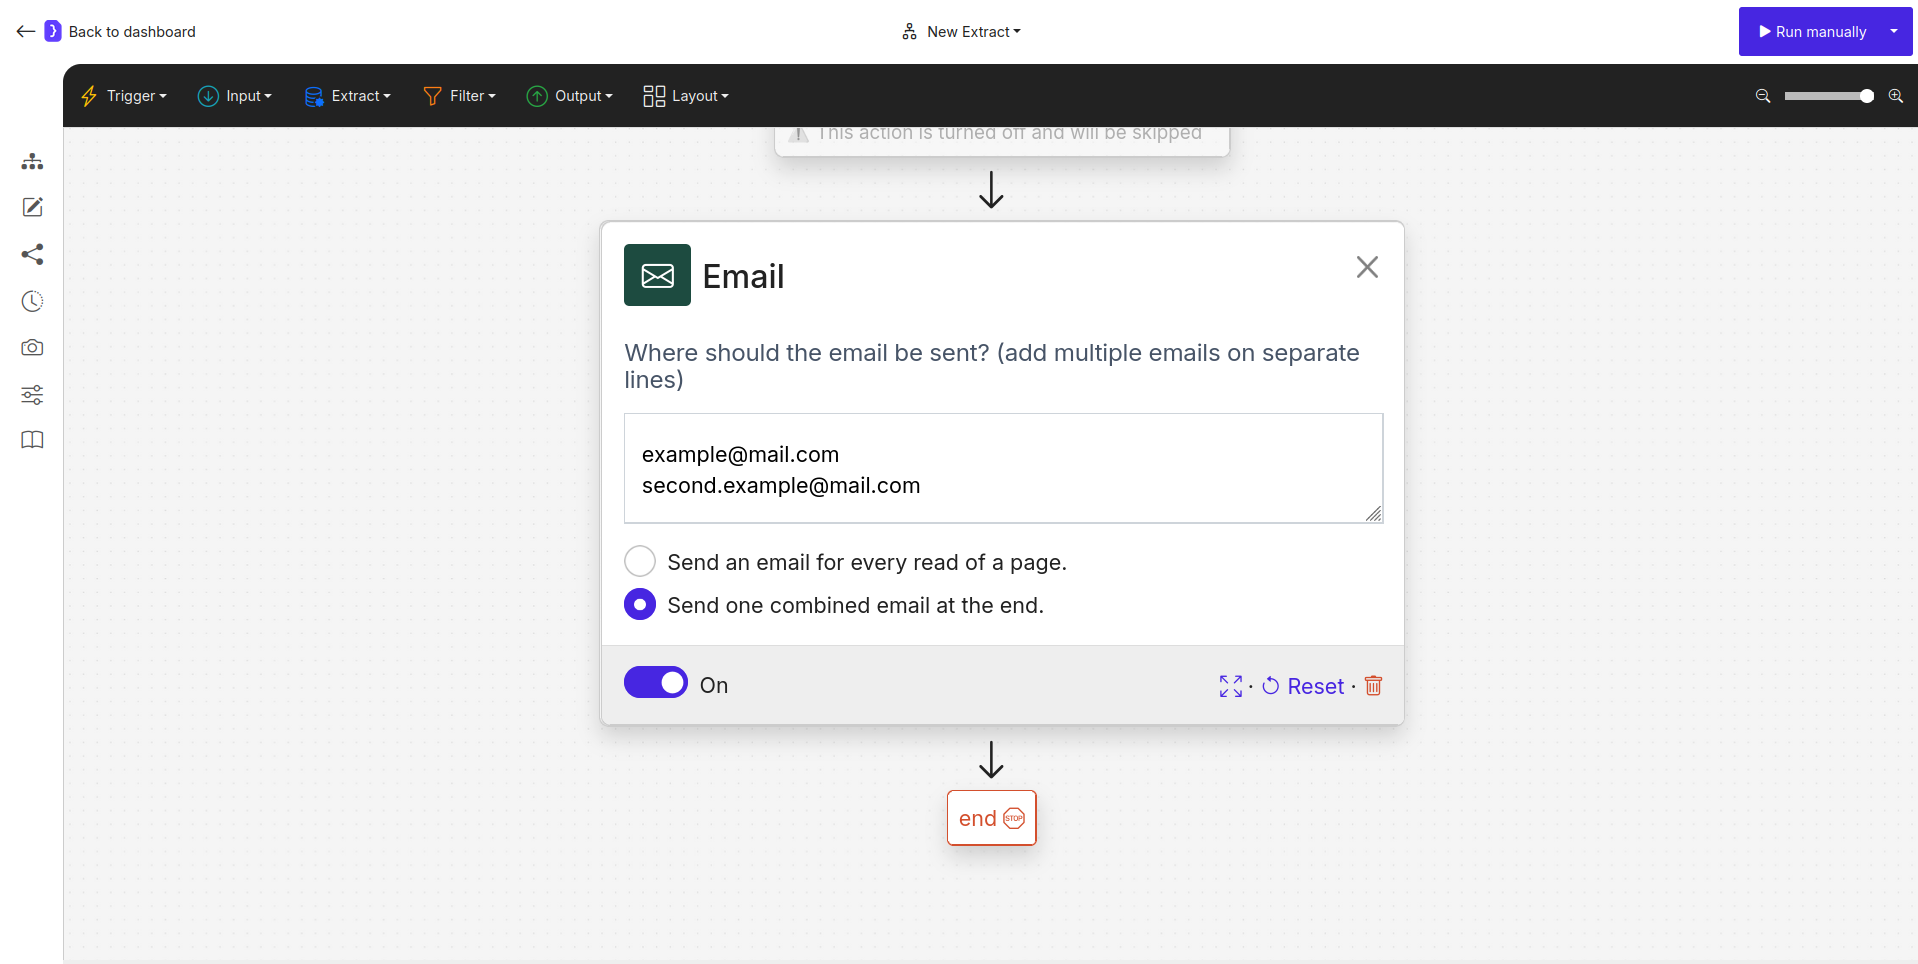 Back to dashboard
New Extract
Run manually
Trigger
Input
Extract
Filter
Output
Layout
This action is turned off and will be skipped
Email
Where should the email be sent? (add multiple emails on separate
lines)
example@mail.com
second.example@mail.com
Send an email for every read of a page.
Send one combined email at the end.
On
· Reset ·
end STOP